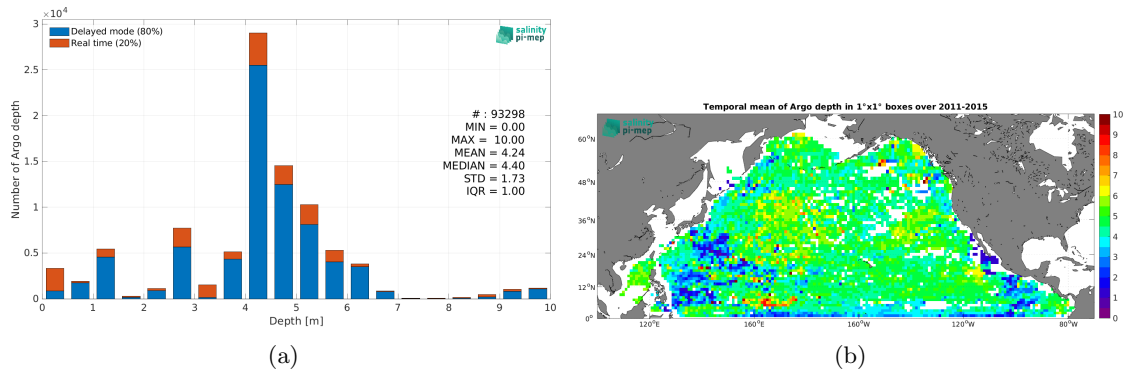 ×10⁴
3
2.5
2
1.5
1
0.5
0
Number of Argo depth
Delayed mode (80%)
Real time (20%)
salinity
pi-mep
# : 93298
MIN = 0.00
MAX = 10.00
MEAN = 4.24
MEDIAN = 4.40
STD = 1.73
IQR = 1.00
0 1 2 3 4 5 6 7 8 9 10
Depth [m]
(a)
Temporal mean of Argo depth in 1°x1° boxes over 2011-2015
salinity
pi-mep
60°N
48°N
36°N
24°N
12°N
0°
120°E 160°E 160°W 120°W 80°W
10
9
8
7
6
5
4
3
2
1
0
(b)